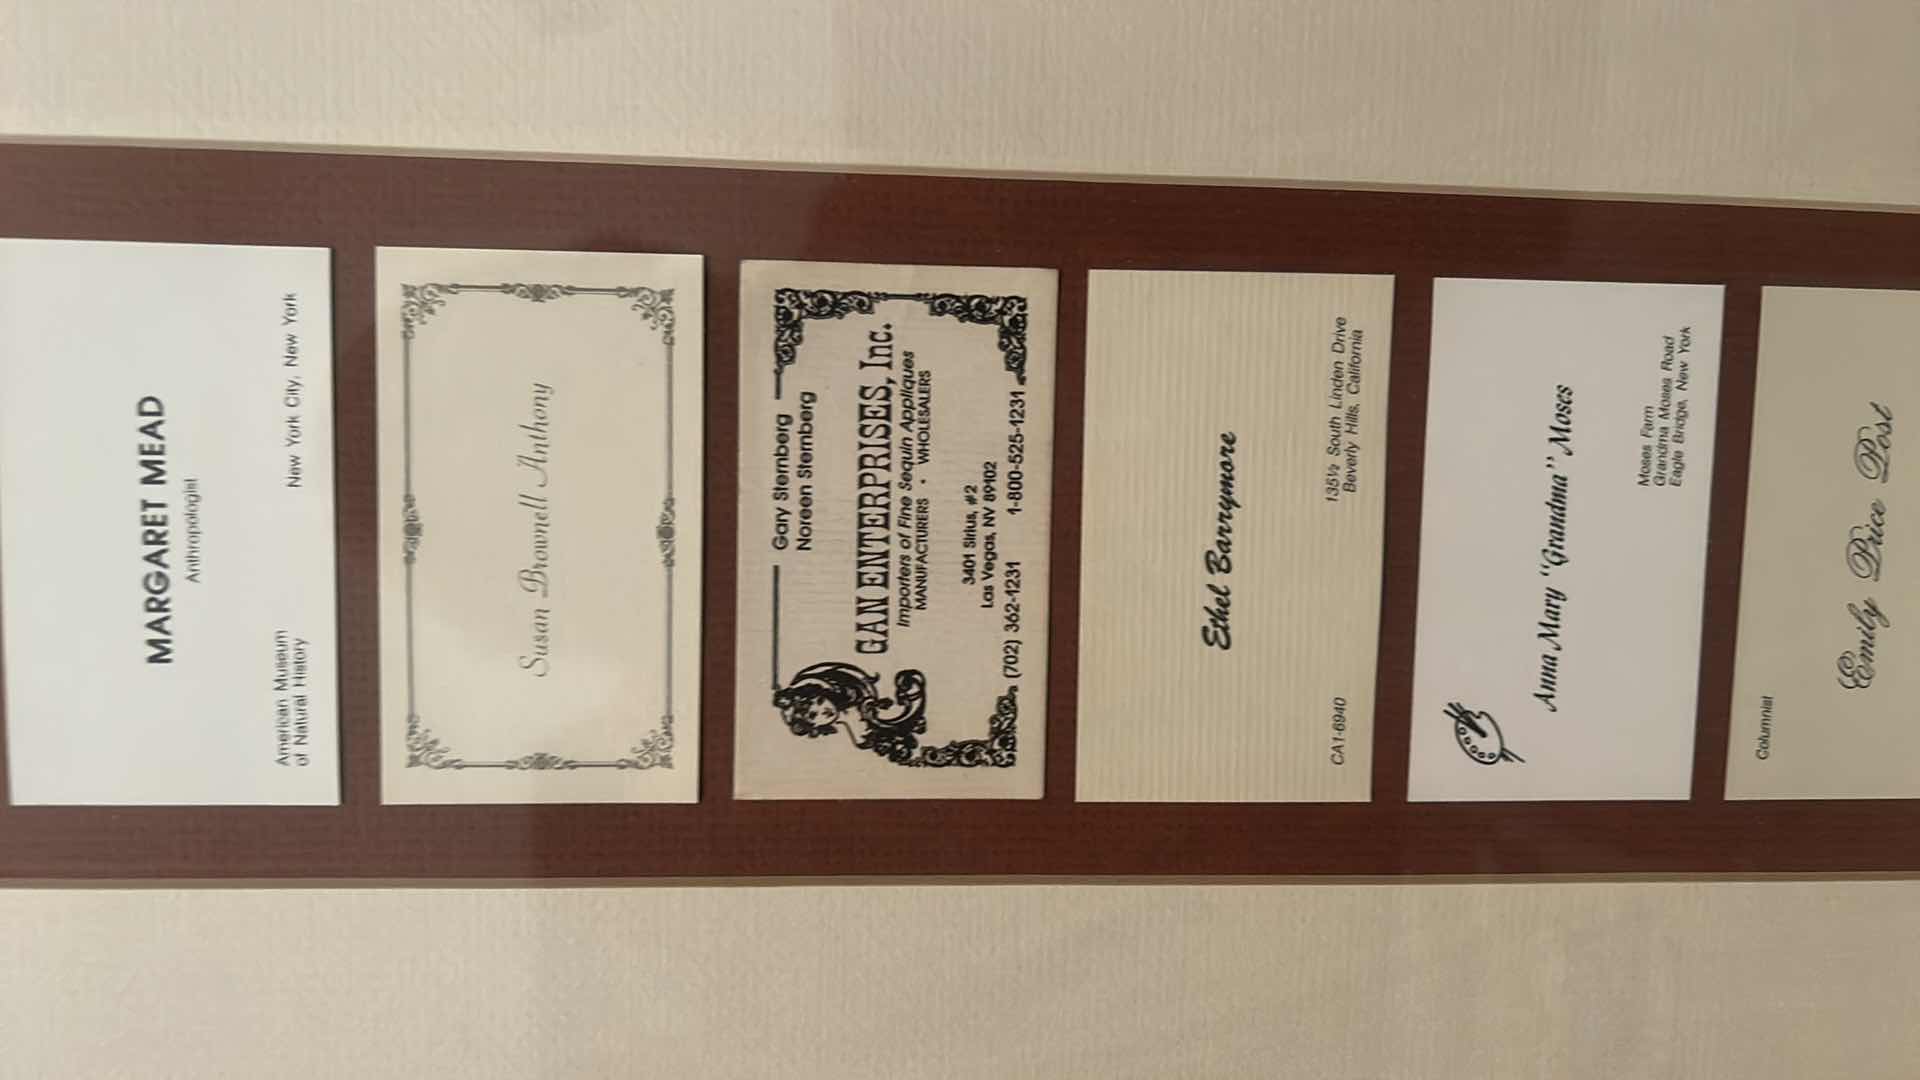 MARGARET MEAD
Anthropologist
American Museum
of Natural History
New York City, New York
Susan Brownell Anthony
Gary Sternberg
Noreen Sternberg
GAN ENTERPRISES, Inc.
Importers of Fine Sequin Appliques
MANUFACTURERS • WHOLESALERS
3401 Sirius, #2
Las Vegas, NV 89102
(702) 362-1231 1-800-525-1231
Ethel Barrymore
CA1-6940
135½ South Linden Drive
Beverly Hills, California
Anna Mary "Grandma" Moses
Moses Farm
Grandma Moses Road
Eagle Bridge, New York
Columnist
Emily Price Post